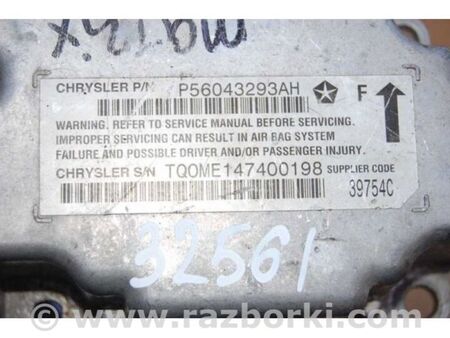 CHRYSLER P/N P56043293AH F
WARNING. REFER TO SERVICE MANUAL BEFORE SERVICING.
IMPROPER SERVICING CAN RESULT IN AIR BAG SYSTEM
FAILURE AND POSSIBLE DRIVER AND/OR PASSENGER INJURY.
CHRYSLER S/N TQ0ME147400198 SUPPLIER CODE
39754C
32561
www.razborki.com